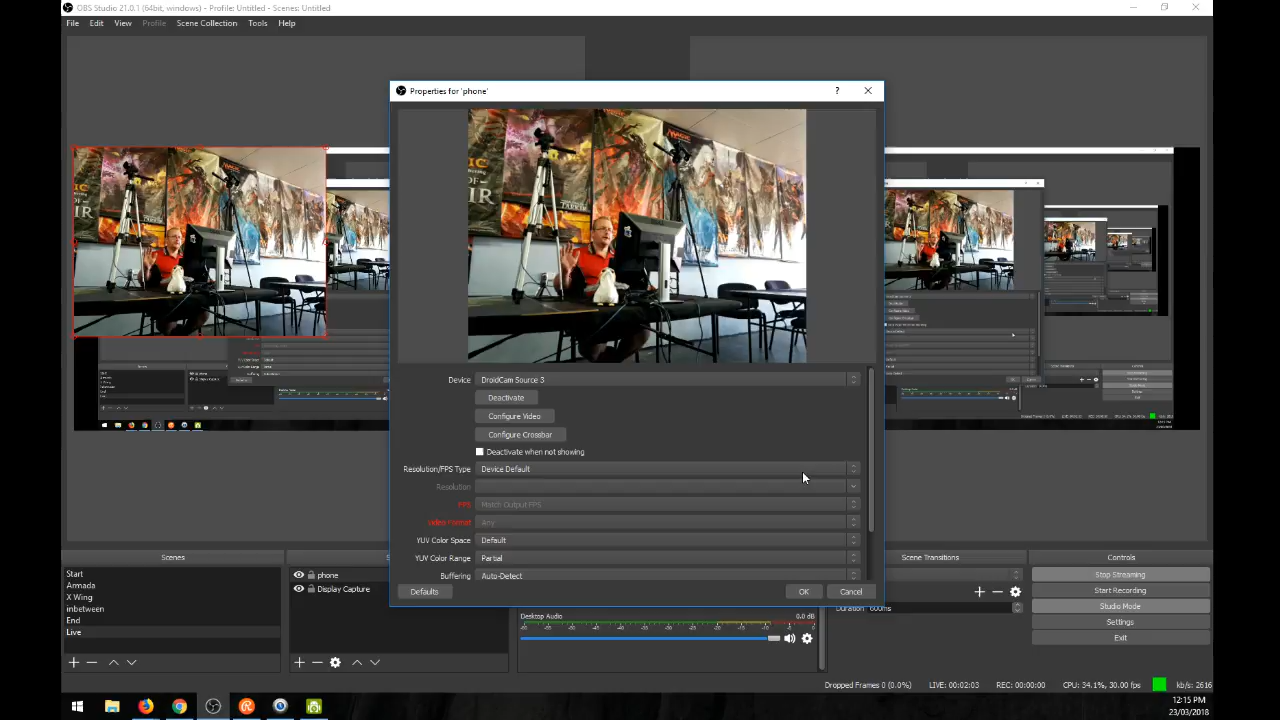 OBS Studio 21.0.1 (64bit, windows) - Profile: Untitled - Scenes: Untitled
File Edit View Profile Scene Collection Tools Help
Properties for 'phone'
MAGIC
Device DroidCam Source 3
Deactivate
Configure Video
Configure Crossbar
Deactivate when not showing
Resolution/FPS Type Device Default
Resolution
FPS Match Output FPS
Video Format Any
YUV Color Space Default
YUV Color Range Partial
Buffering Auto-Detect
Defaults OK Cancel
Scenes
Start
Armada
X Wing
inbetween
End
Live
phone
Display Capture
Desktop Audio 0.0 dB
Scene Transitions
Duration 600ms
Controls
Stop Streaming
Start Recording
Studio Mode
Settings
Exit
Dropped Frames 0 (0.0%) LIVE: 00:02:03 REC: 00:00:00 CPU: 34.1%, 30.00 fps kb/s: 2616
12:15 PM
23/03/2018